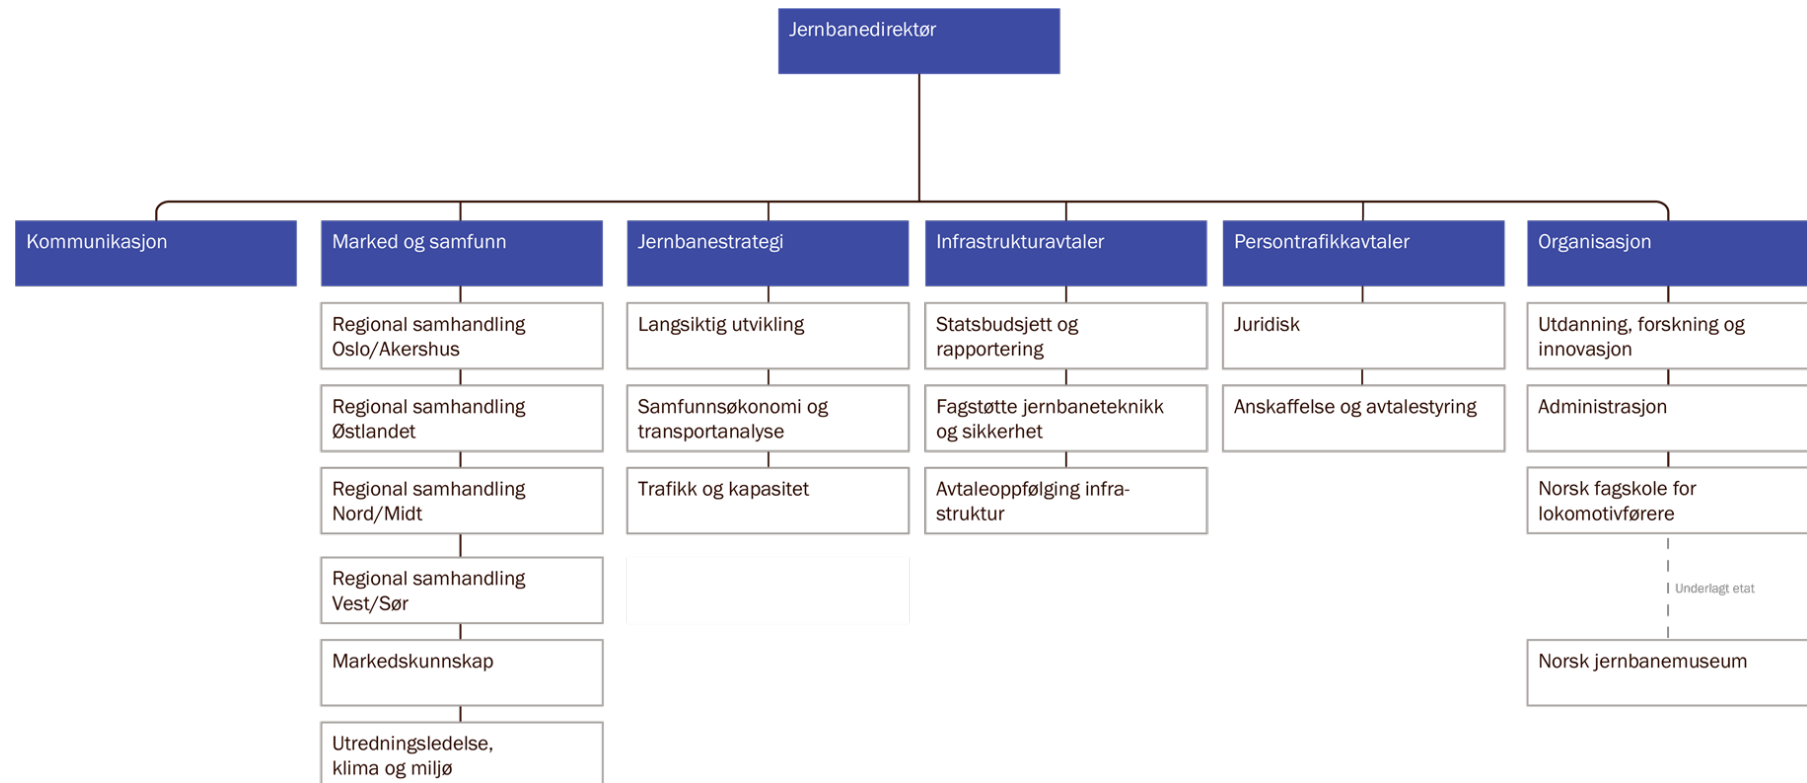 Jernbanedirektør
Kommunikasjon
Marked og samfunn
Regional samhandling
Oslo/Akershus
Regional samhandling
Østlandet
Regional samhandling
Nord/Midt
Regional samhandling
Vest/Sør
Markedskunnskap
Utredningsledelse,
klima og miljø
Jernbanestrategi
Langsiktig utvikling
Samfunnsøkonomi og
transportanalyse
Trafikk og kapasitet
Infrastrukturavtaler
Statsbudsjett og
rapportering
Fagstøtte jernbaneteknikk
og sikkerhet
Avtaleoppfølging infra-
struktur
Persontrafikkavtaler
Juridisk
Anskaffelse og avtalestyring
Organisasjon
Utdanning, forskning og
innovasjon
Administrasjon
Norsk fagskole for
lokomotivførere
Underlagt etat
Norsk jernbanemuseum